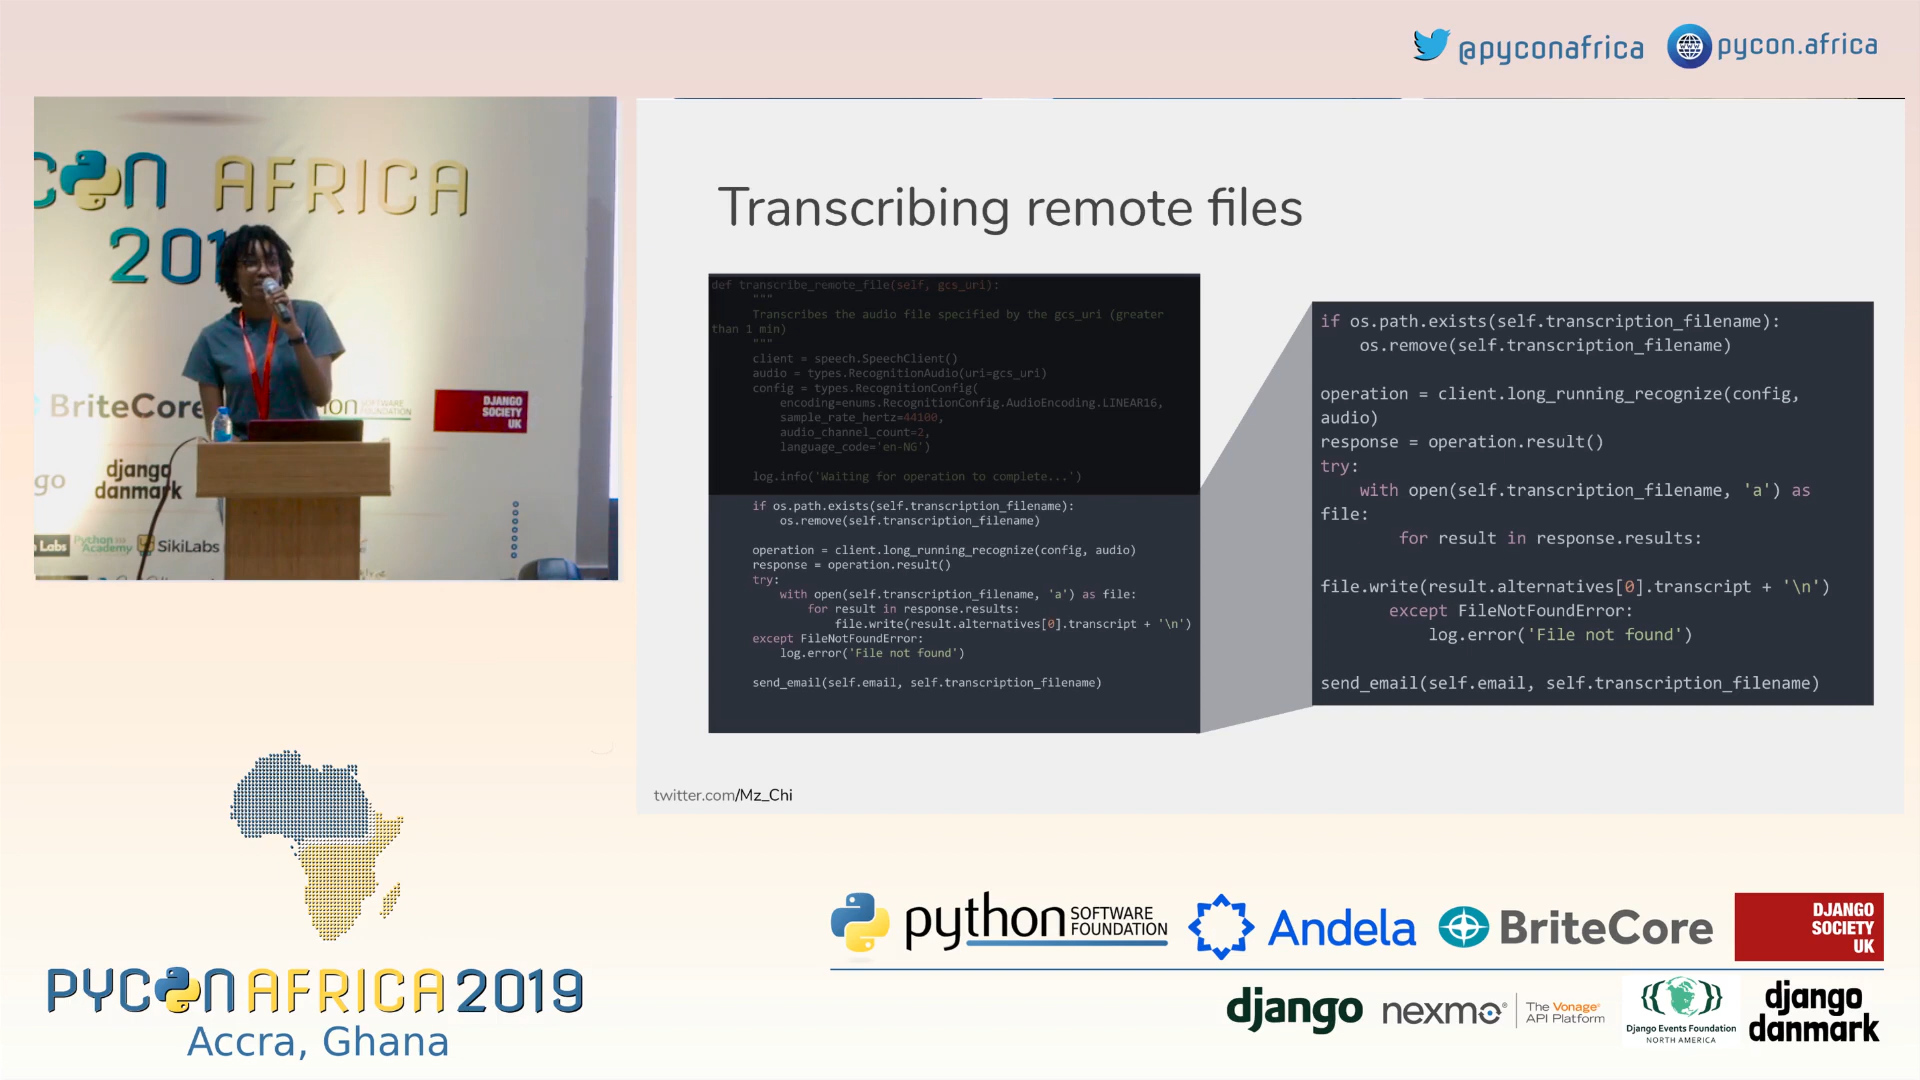 @pyconafrica
pycon.africa
CON AFRICA
201
BriteCore
DJANGO
SOCIETY
UK
django
danmark
go
Labs
Python
Academy
SikiLabs
Transcribing remote files
def transcribe_remote_file(self, gcs_uri):
"""
Transcribes the audio file specified by the gcs_uri (greater
than 1 min)
"""
client = speech.SpeechClient()
audio = types.RecognitionAudio(uri=gcs_uri)
config = types.RecognitionConfig(
encoding=enums.RecognitionConfig.AudioEncoding.LINEAR16,
sample_rate_hertz=44100,
audio_channel_count=2,
language_code='en-NG')
log.info('Waiting for operation to complete...')
if os.path.exists(self.transcription_filename):
os.remove(self.transcription_filename)
operation = client.long_running_recognize(config, audio)
response = operation.result()
try:
with open(self.transcription_filename, 'a') as file:
for result in response.results:
file.write(result.alternatives[0].transcript + '\n')
except FileNotFoundError:
log.error('File not found')
send_email(self.email, self.transcription_filename)
if os.path.exists(self.transcription_filename):
os.remove(self.transcription_filename)
operation = client.long_running_recognize(config,
audio)
response = operation.result()
try:
with open(self.transcription_filename, 'a') as
file:
for result in response.results:
file.write(result.alternatives[0].transcript + '\n')
except FileNotFoundError:
log.error('File not found')
send_email(self.email, self.transcription_filename)
twitter.com/Mz_Chi
PYCON AFRICA 2019
Accra, Ghana
python SOFTWARE
FOUNDATION
Andela
BriteCore
DJANGO
SOCIETY
UK
django
nexmo
The Vonage
API Platform
Django Events Foundation
NORTH AMERICA
django
danmark